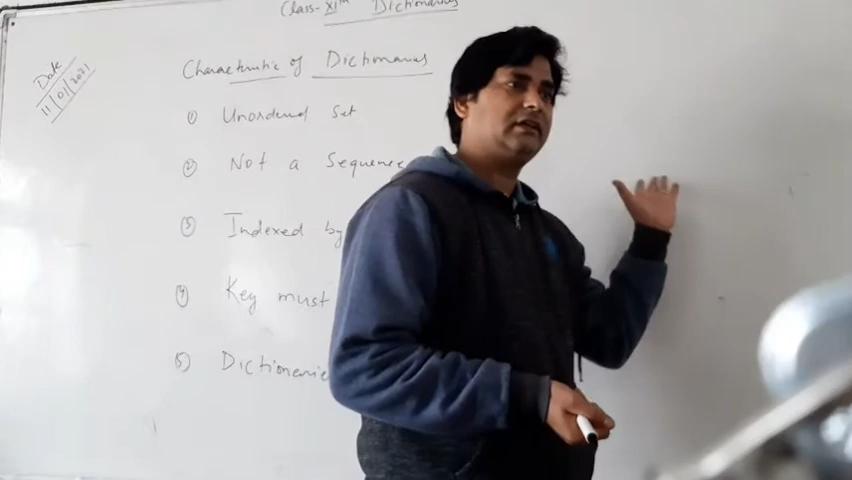 Class-XIth Dictionaries
Date
11/01/2021
Characteristic of Dictionaries
① Unordered Set
② Not a Sequence
③ Indexed by
④ Key must
⑤ Dictionarie